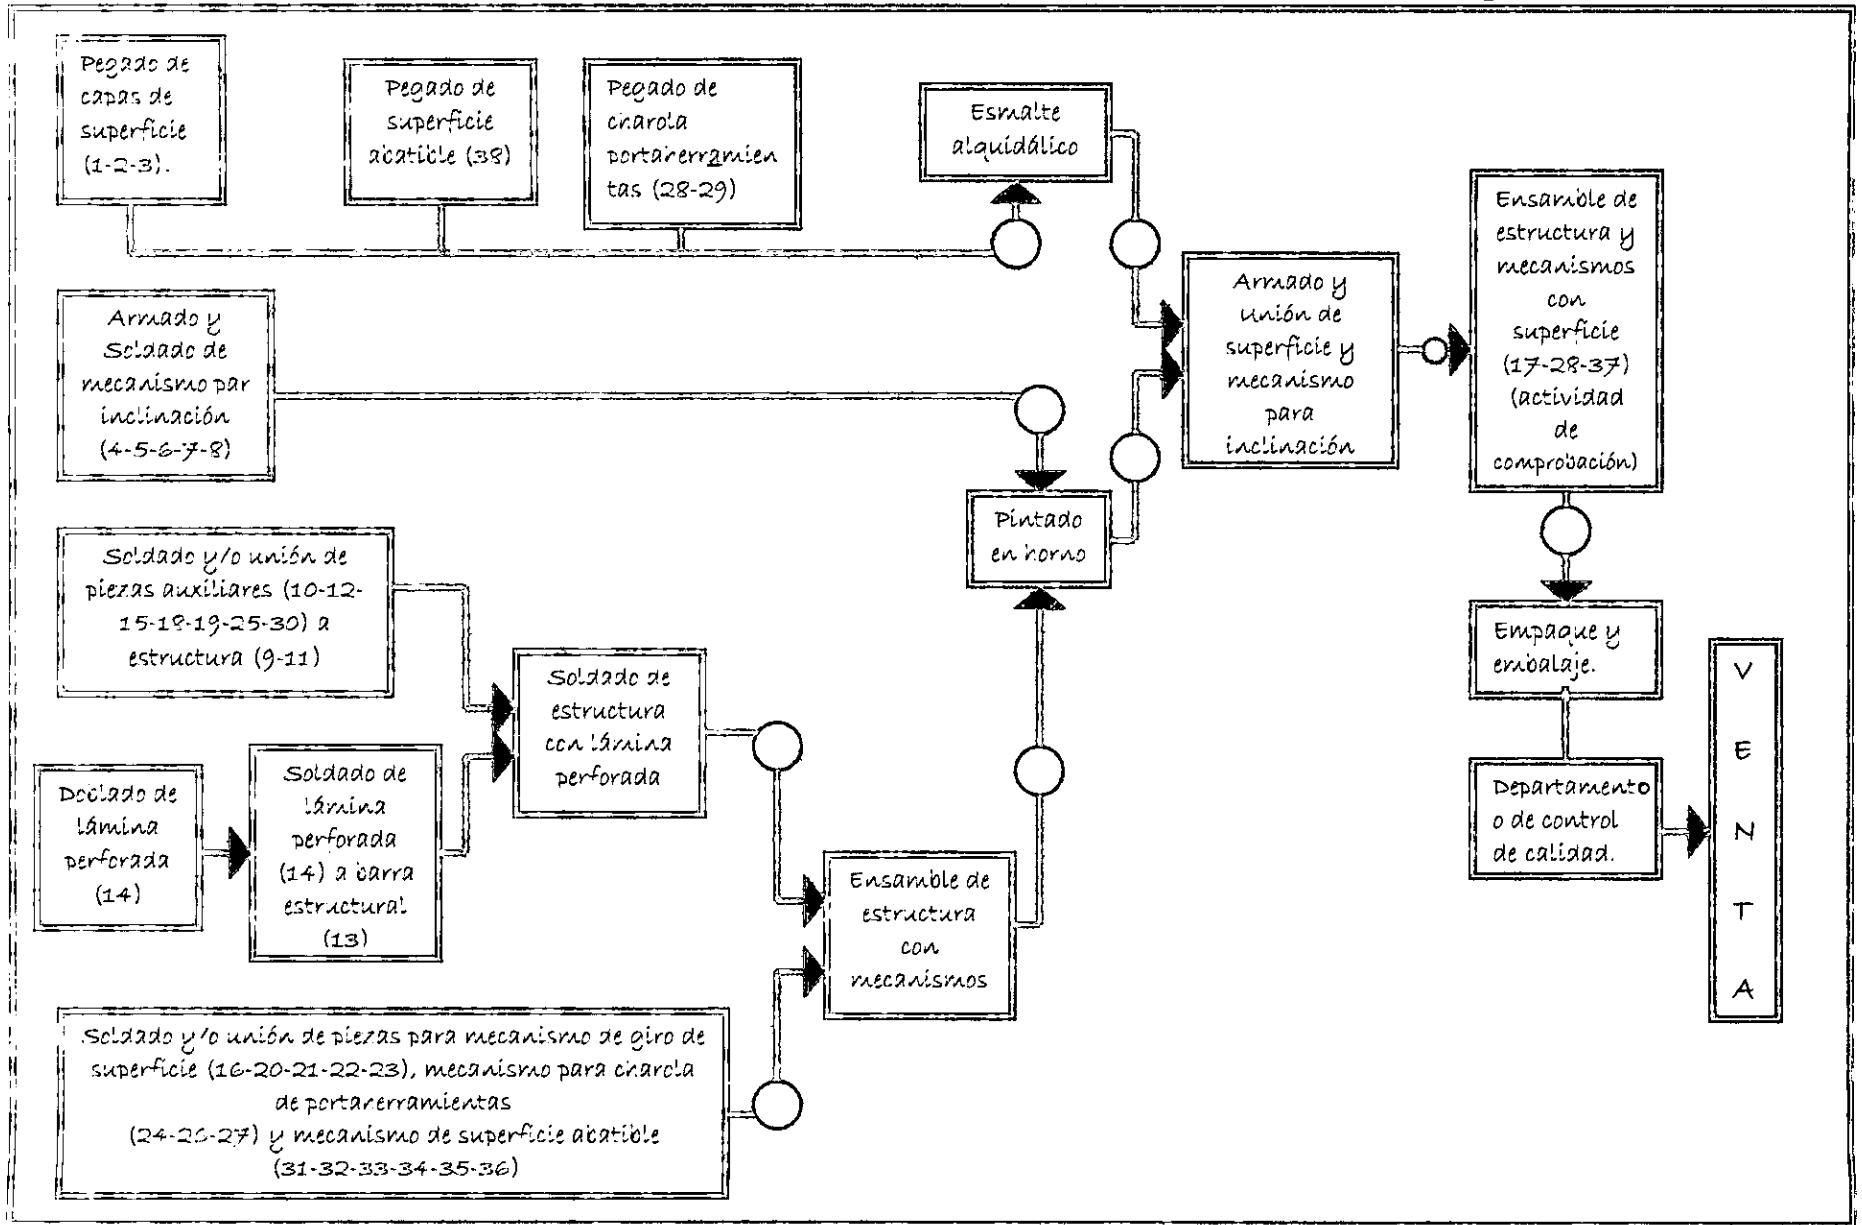 Pegado de
capas de
superficie
(1-2-3).
Pegado de
superficie
abatible (38)
Pegado de
charola
portaherramien
tas (28-29)
Esmalte
alquidálico
Ensamble de
estructura y
mecanismos
con
superficie
(17-28-37)
(actividad
de
comprobación)
Armado y
Unión de
superficie y
mecanismo
para
inclinación
Armado y
Soldado de
mecanismo par
inclinación
(4-5-6-7-8)
Pintado
en horno
Soldado y/o unión de
piezas auxiliares (10-12-
15-18-19-25-30) a
estructura (9-11)
Soldado de
estructura
con lámina
perforada
Empaque y
embalaje.
Doblado de
lámina
perforada
(14)
Soldado de
lámina
perforada
(14) a barra
estructural
(13)
Departamento
o de control
de calidad.
V
E
N
T
A
Ensamble de
estructura
con
mecanismos
Soldado y/o unión de piezas para mecanismo de giro de
superficie (16-20-21-22-23), mecanismo para charola
de portaherramientas
(24-26-27) y mecanismo de superficie abatible
(31-32-33-34-35-36)